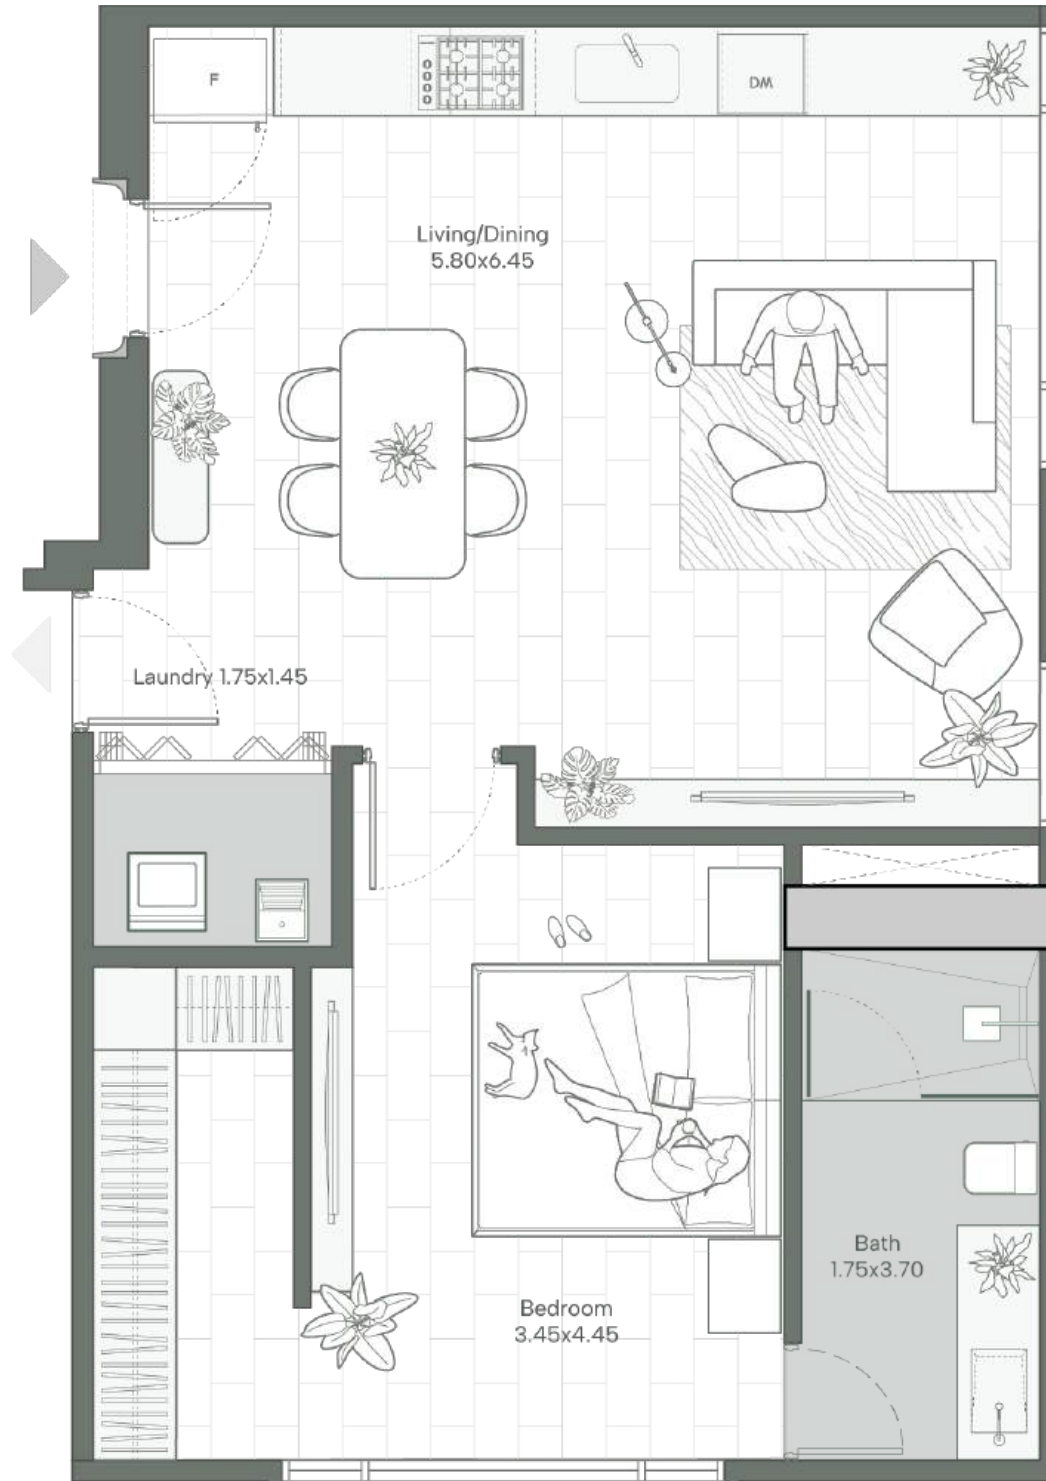 F
DM
Living/Dining
5.80x6.45
Laundry 1.75x1.45
Bath
1.75x3.70
Bedroom
3.45x4.45